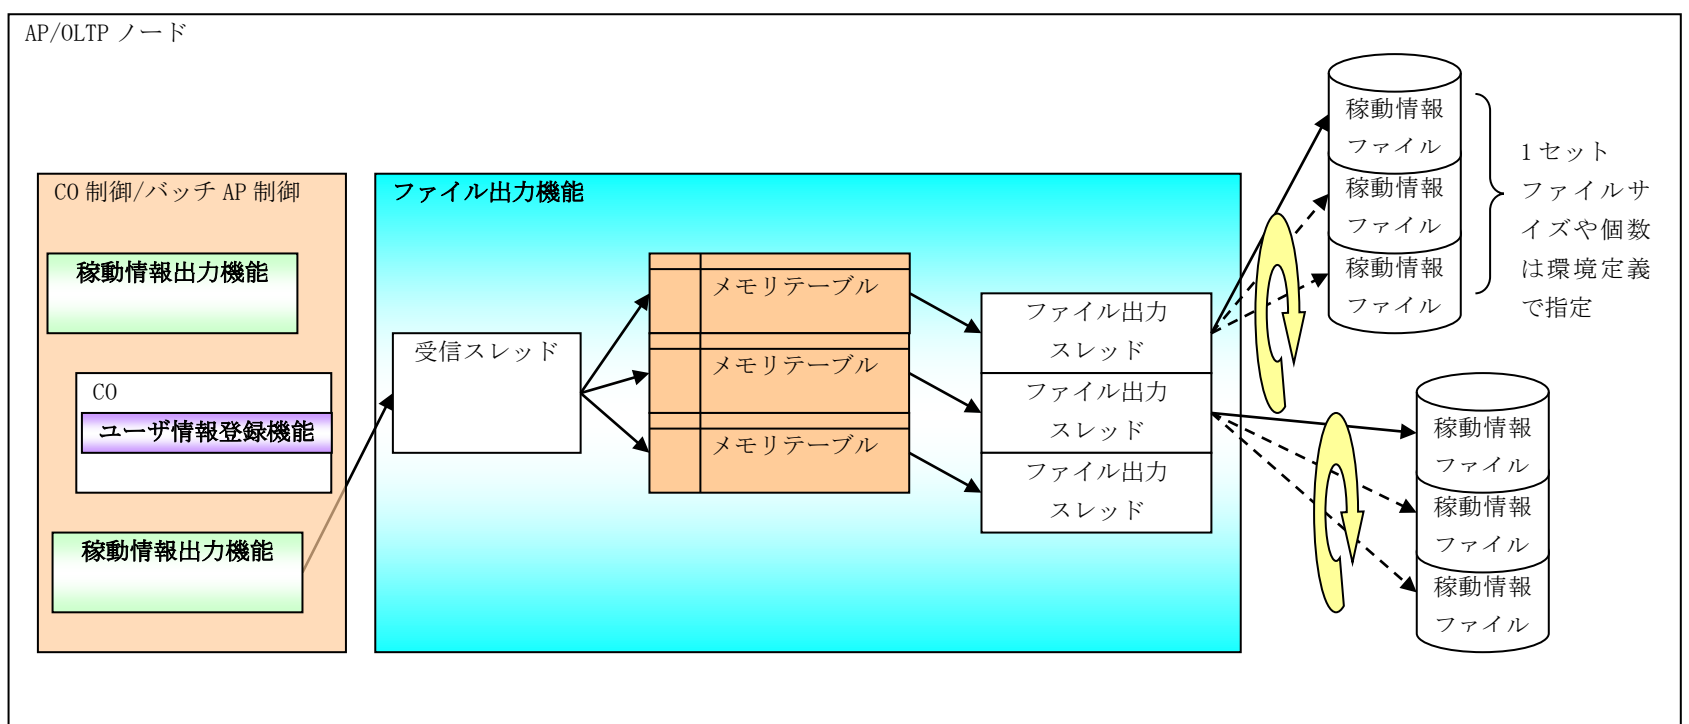 AP/OLTP ノード
CO 制御/バッチ AP 制御
稼動情報出力機能
CO
ユーザ情報登録機能
稼動情報出力機能
ファイル出力機能
受信スレッド
メモリテーブル
メモリテーブル
メモリテーブル
ファイル出力
スレッド
ファイル出力
スレッド
ファイル出力
スレッド
稼動情報
ファイル
稼動情報
ファイル
稼動情報
ファイル
1 セット
ファイルサ
イズや個数
は環境定義
で指定
稼動情報
ファイル
稼動情報
ファイル
稼動情報
ファイル